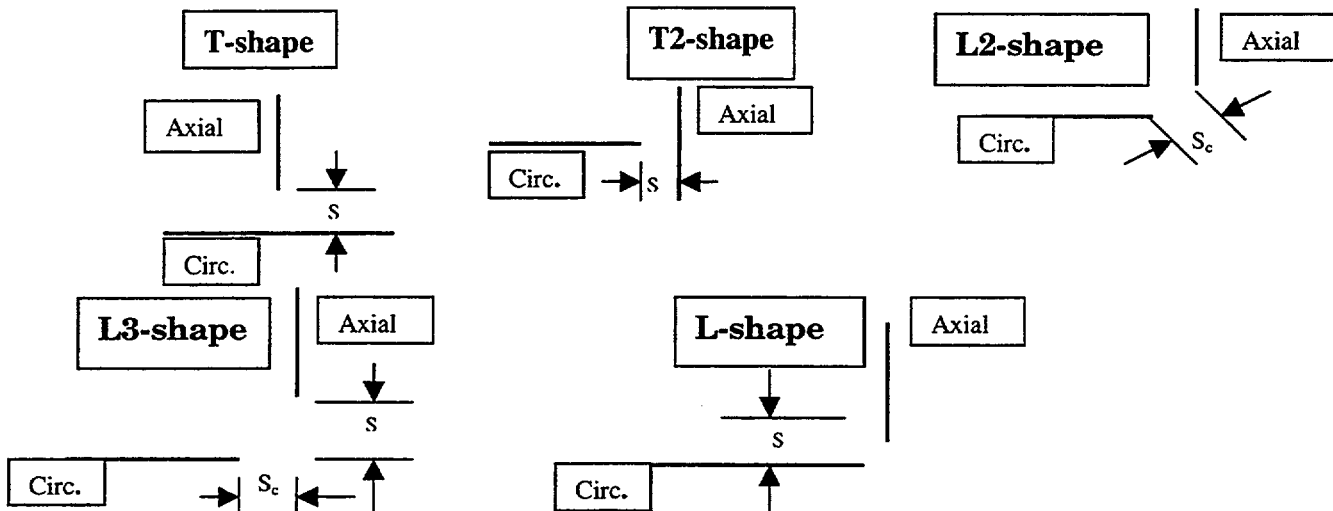 T-shape
Axial
S
Circ.
T2-shape
Axial
Circ.
S
L2-shape
Axial
Circ.
Sc
L3-shape
Axial
S
Circ.
Sc
L-shape
Axial
S
Circ.